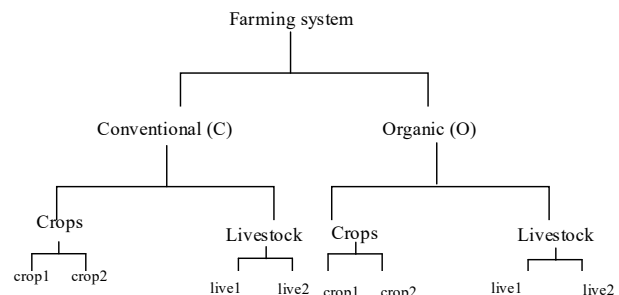 Farming system
Conventional (C)
Organic (O)
Crops
Livestock
Crops
Livestock
crop1
crop2
live1
live2
crop1
crop2
live1
live2